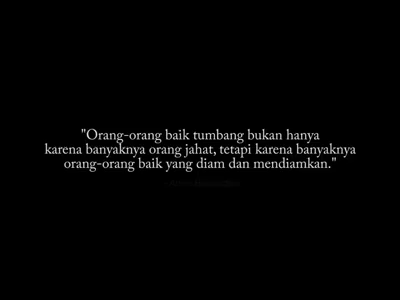 "Orang-orang baik tumbang bukan hanya
karena banyaknya orang jahat, tetapi karena banyaknya
orang-orang baik yang diam dan mendiamkan."